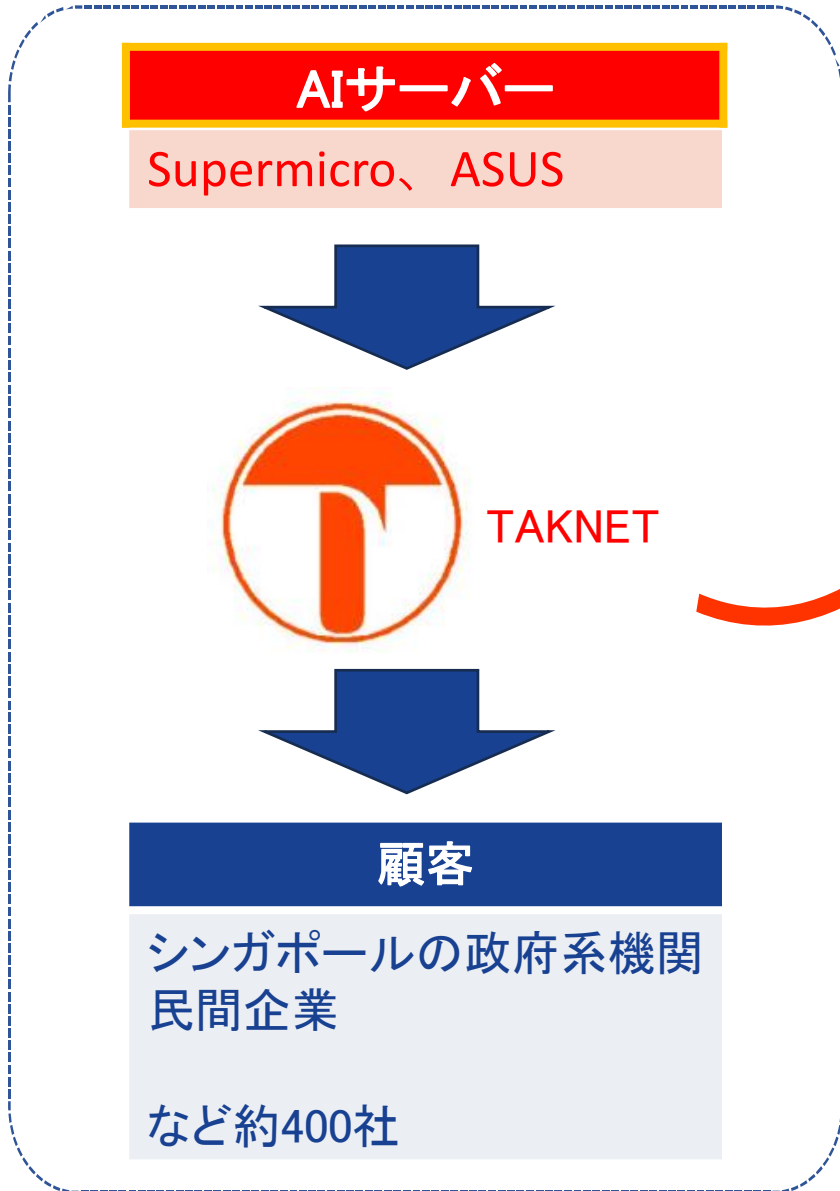 AIサーバー
Supermicro、 ASUS
TAKNET
顧客
シンガポールの政府系機関
民間企業
など約400社